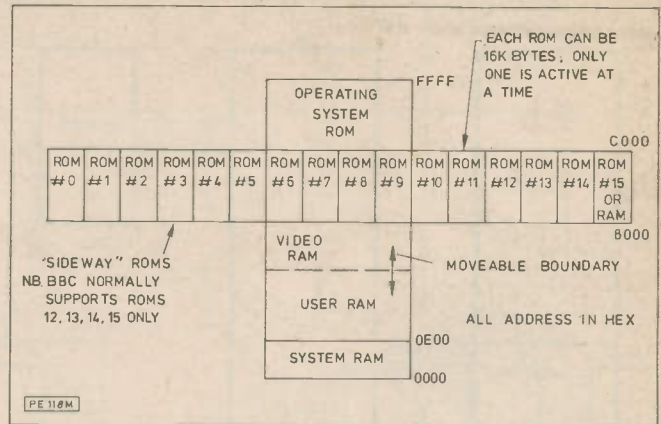 EACH ROM CAN BE
16K BYTES, ONLY
ONE IS ACTIVE AT
A TIME
FFFF
OPERATING
SYSTEM
ROM
C000
ROM #0
ROM #1
ROM #2
ROM #3
ROM #4
ROM #5
ROM #6
ROM #7
ROM #8
ROM #9
ROM #10
ROM #11
ROM #12
ROM #13
ROM #14
ROM #15 OR RAM
8000
"SIDEWAY" ROMS
NB. BBC NORMALLY
SUPPORTS ROMS
12, 13, 14, 15 ONLY
VIDEO
RAM
MOVEABLE BOUNDARY
USER RAM
ALL ADDRESS IN HEX
0E00
SYSTEM RAM
0000
PE118M